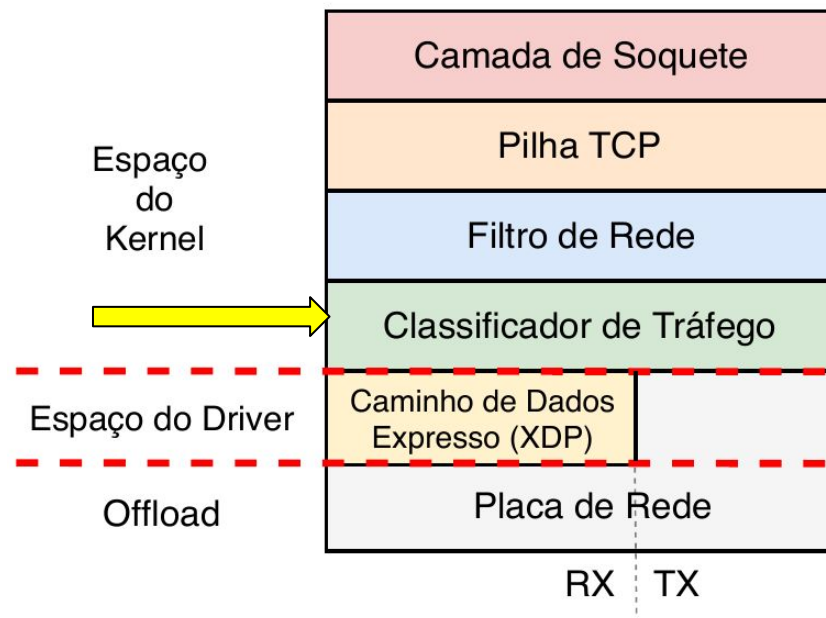 Camada de Soquete
Pilha TCP
Espaço
do
Kernel
Filtro de Rede
Classificador de Tráfego
Espaço do Driver
Caminho de Dados
Expresso (XDP)
Offload
Placa de Rede
RX
TX